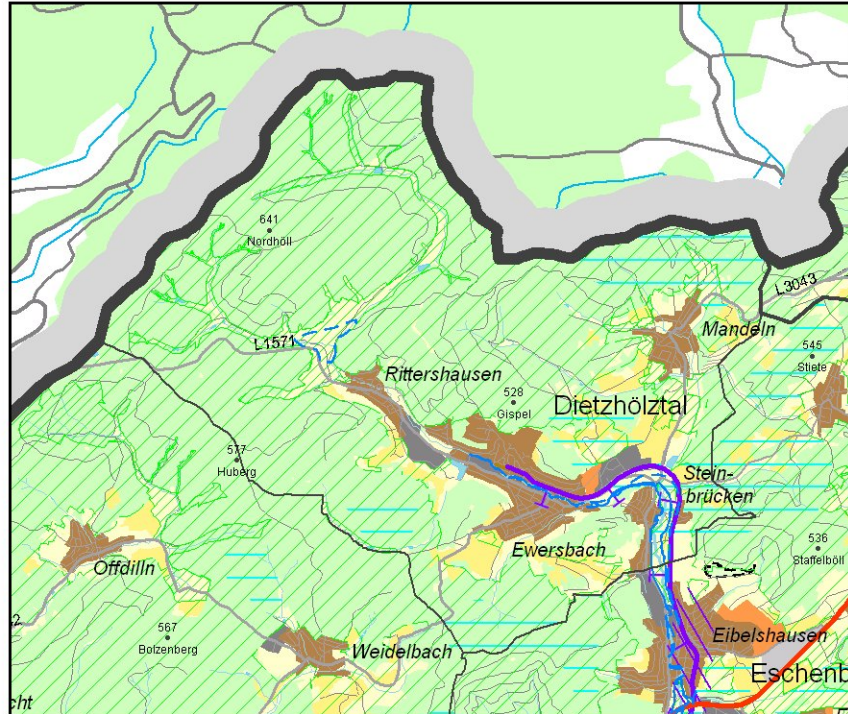 641
Nordhöll
L3043
Mandeln
L1571
545
Stiete
Rittershausen
528
Gispel
Dietzhölztal
577
Huberg
Stein-
brücken
Ewersbach
536
Staffelböll
Offdilln
567
Bolzenberg
Weidelbach
Eibelshausen
Eschenb
cht